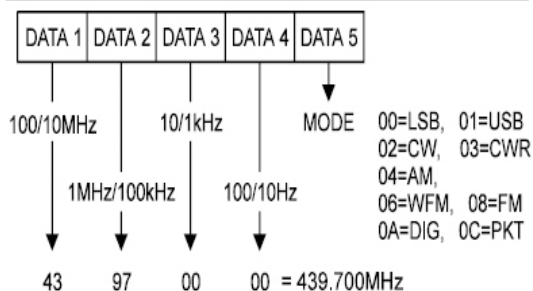 DATA 1 DATA 2 DATA 3 DATA 4 DATA 5
100/10MHz 10/1kHz MODE 00=LSB, 01=USB
02=CW, 03=CWR
04=AM,
1MHz/100kHz 100/10Hz 06=WFM, 08=FM
0A=DIG, 0C=PKT
43 97 00 00 = 439.700MHz